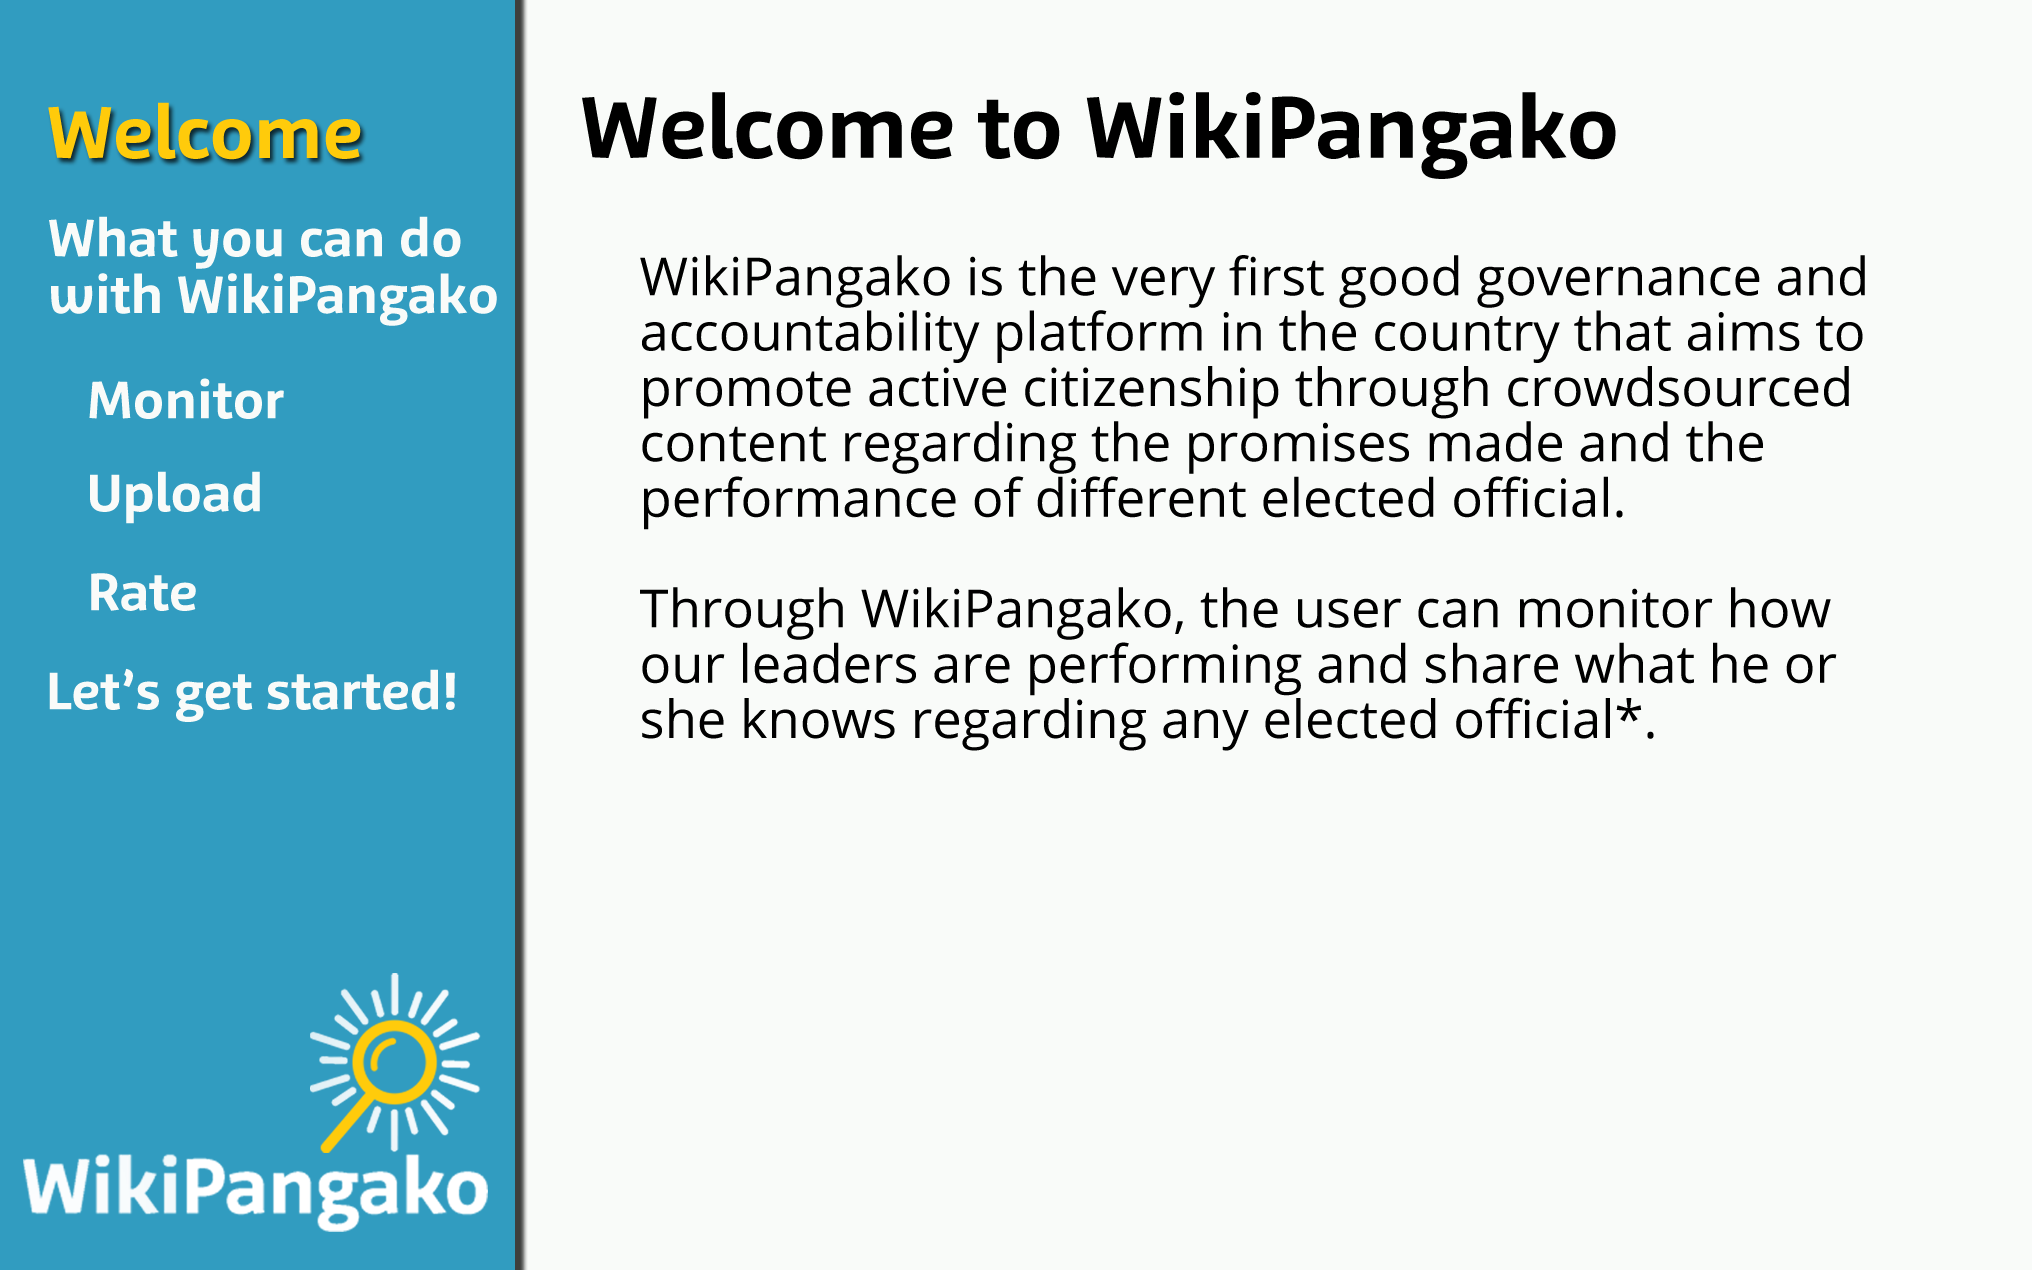 Welcome
What you can do
with WikiPangako
Monitor
Upload
Rate
Let's get started!
WikiPangako
Welcome to WikiPangako
WikiPangako is the very first good governance and
accountability platform in the country that aims to
promote active citizenship through crowdsourced
content regarding the promises made and the
performance of different elected official.
Through WikiPangako, the user can monitor how
our leaders are performing and share what he or
she knows regarding any elected official*.